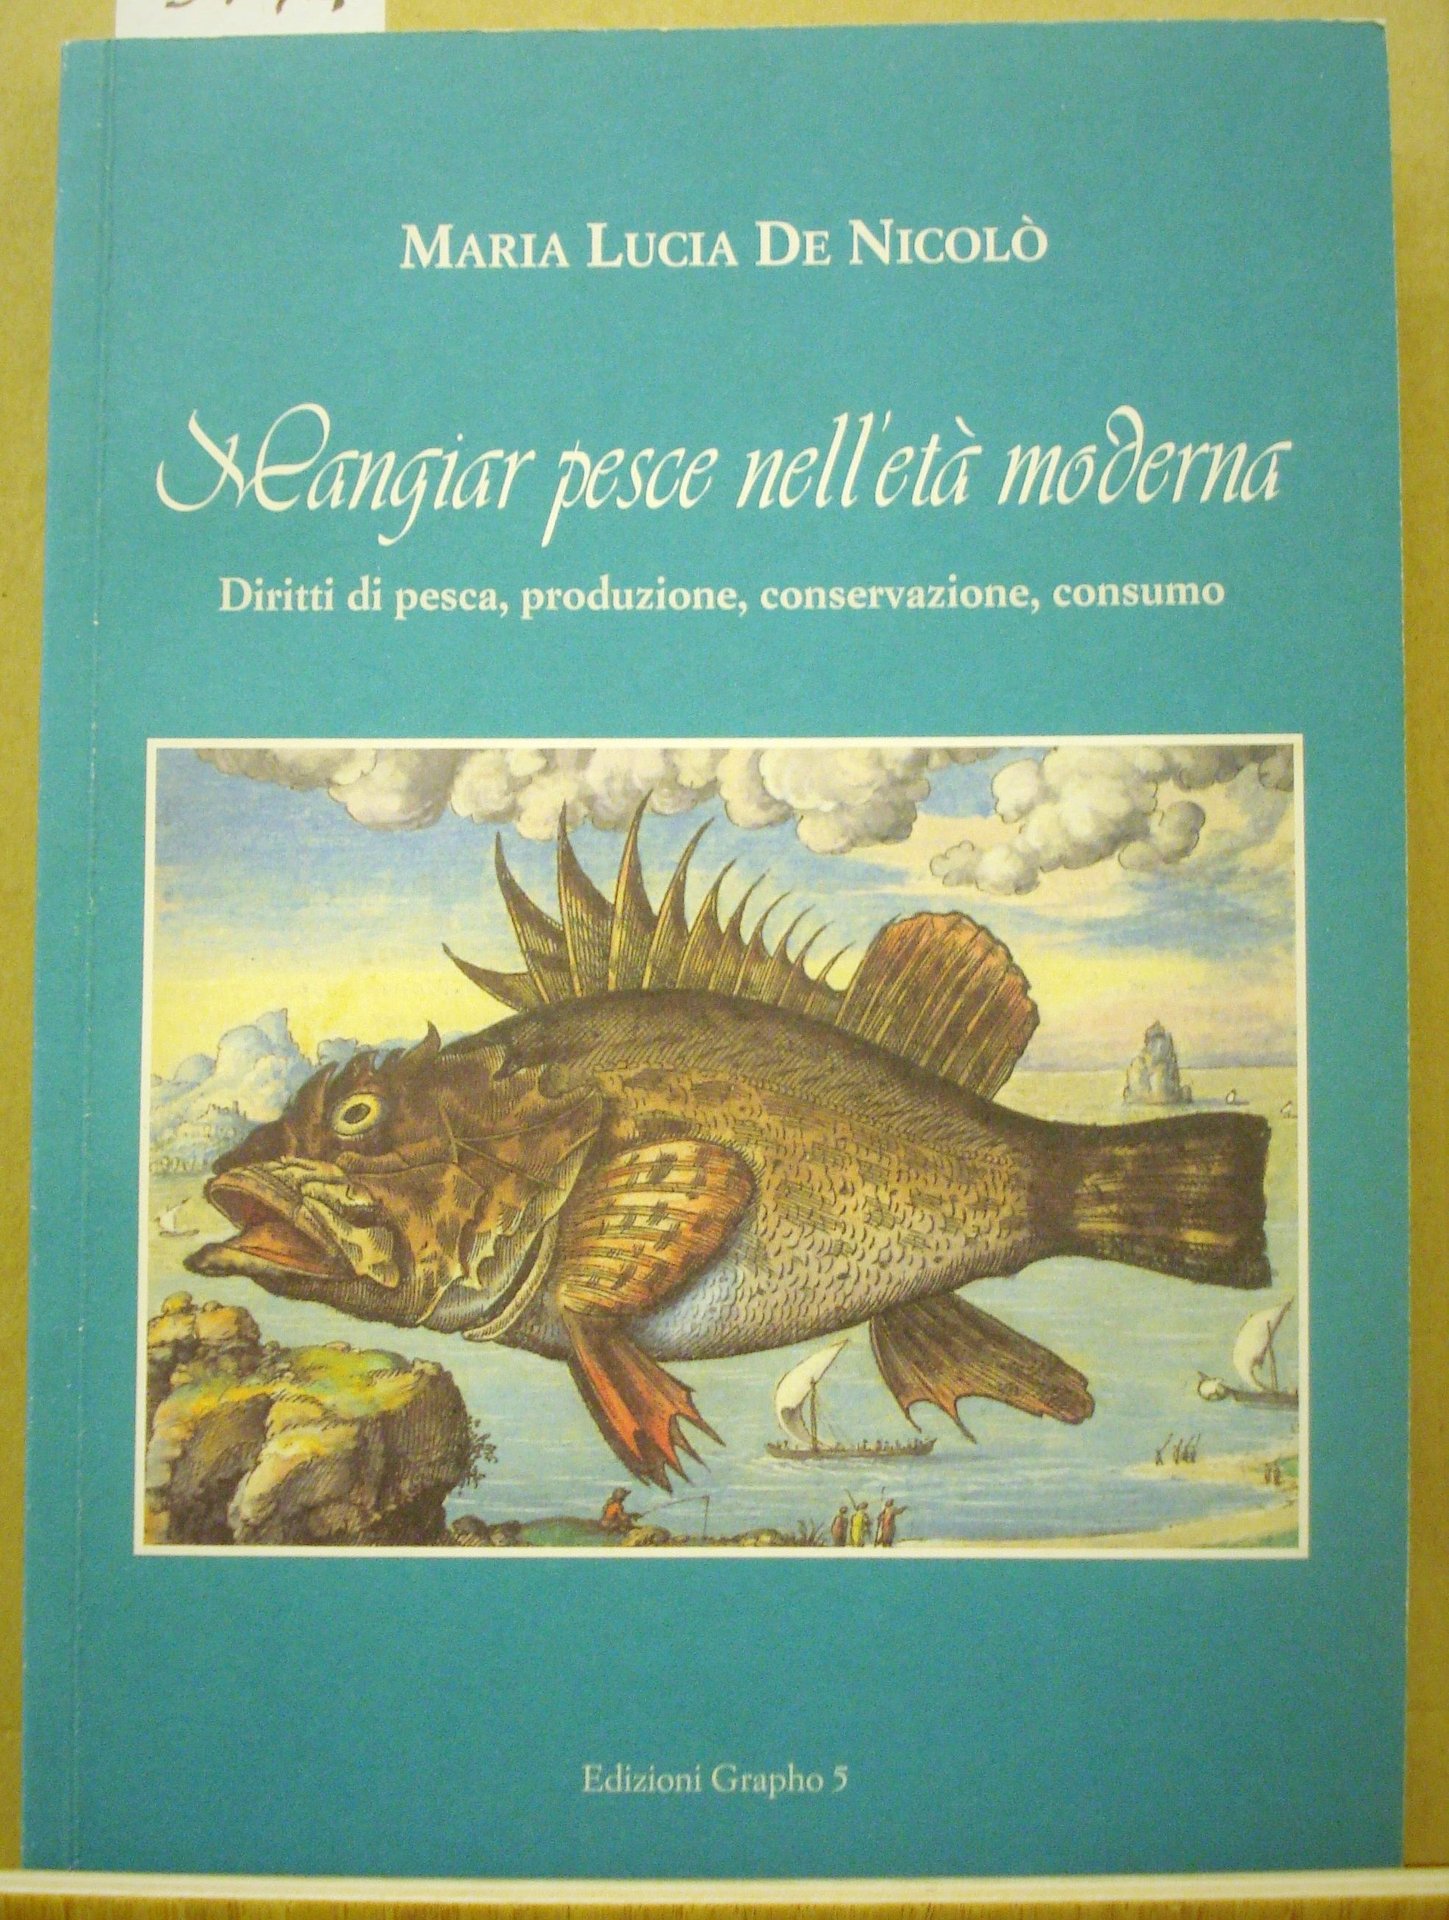 MARIA LUCIA DE NICOLÒ
Mangiar pesce nell'età moderna
Diritti di pesca, produzione, conservazione, consumo
Edizioni Grapho 5